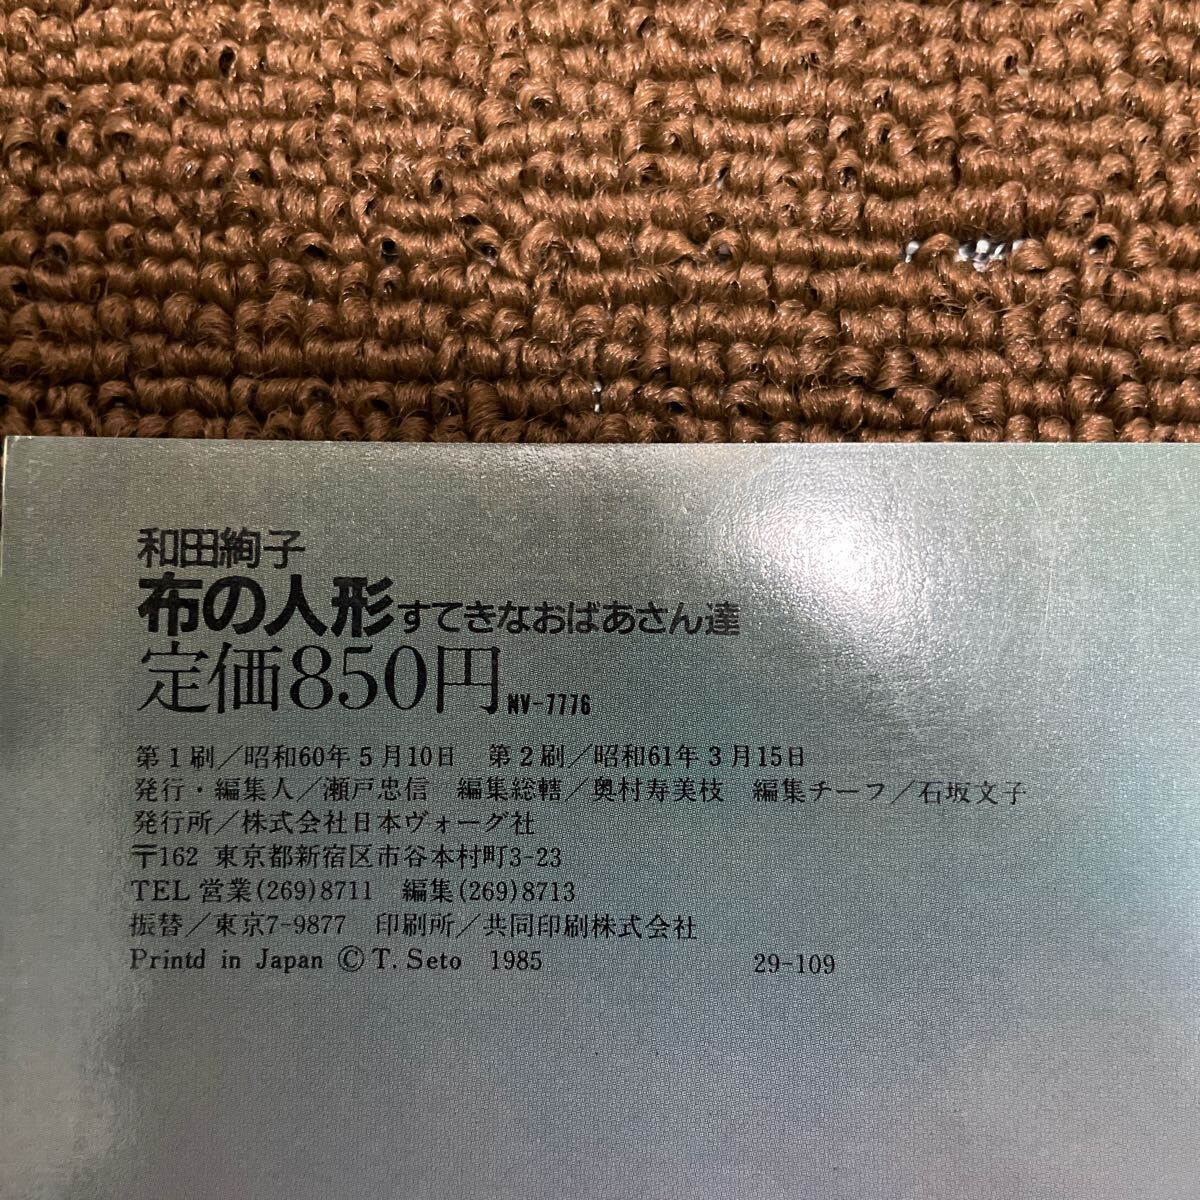 和田絢子
布の人形すてきなおばあさん達
定価850円 NV-7776
第1刷／昭和60年5月10日　第2刷／昭和61年3月15日
発行・編集人／瀬戸忠信　編集総轄／奥村寿美枝　編集チーフ／石坂文子
発行所／株式会社日本ヴォーグ社
〒162 東京都新宿区市谷本村町3-23
TEL 営業(269)8711　編集(269)8713
振替／東京7-9877　印刷所／共同印刷株式会社
Printd in Japan ©T. Seto 1985　29-109